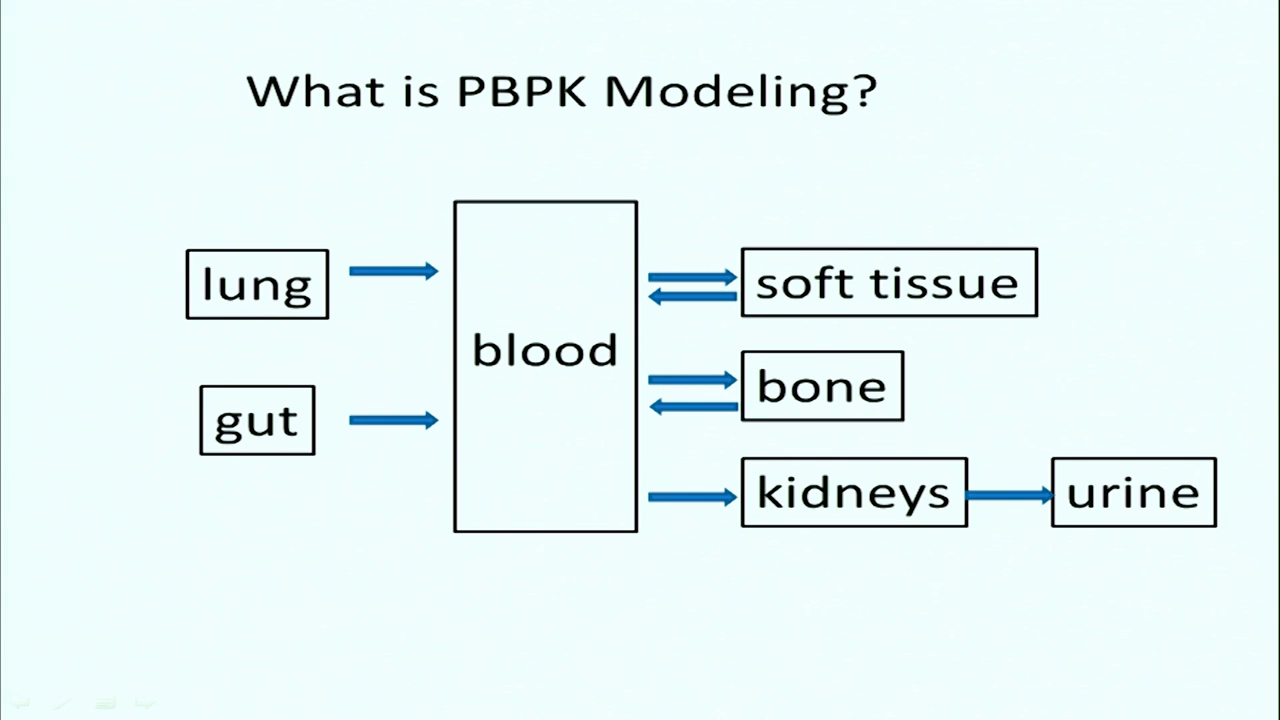 What is PBPK Modeling?
lung
gut
blood
soft tissue
bone
kidneys
urine